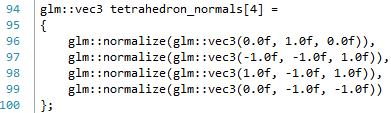 94 glm::vec3 tetrahedron_normals[4] =
95 {
96     glm::normalize(glm::vec3(0.0f, 1.0f, 0.0f)),
97     glm::normalize(glm::vec3(-1.0f, -1.0f, 1.0f)),
98     glm::normalize(glm::vec3(1.0f, -1.0f, 1.0f)),
99     glm::normalize(glm::vec3(0.0f, -1.0f, -1.0f))
100 };